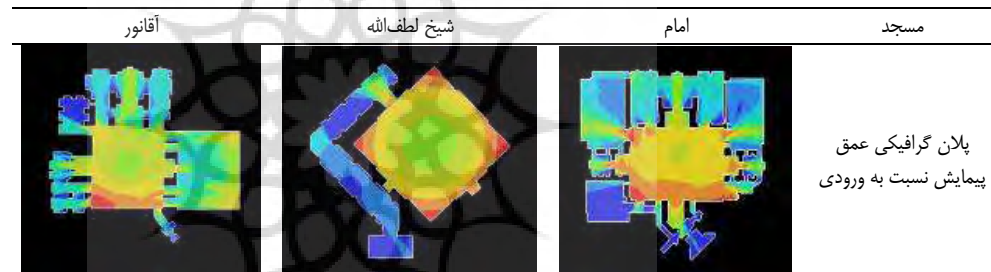 مسجد امام شیخ لطف‌الله آقانور
پلان گرافیکی عمق
پیمایش نسبت به ورودی